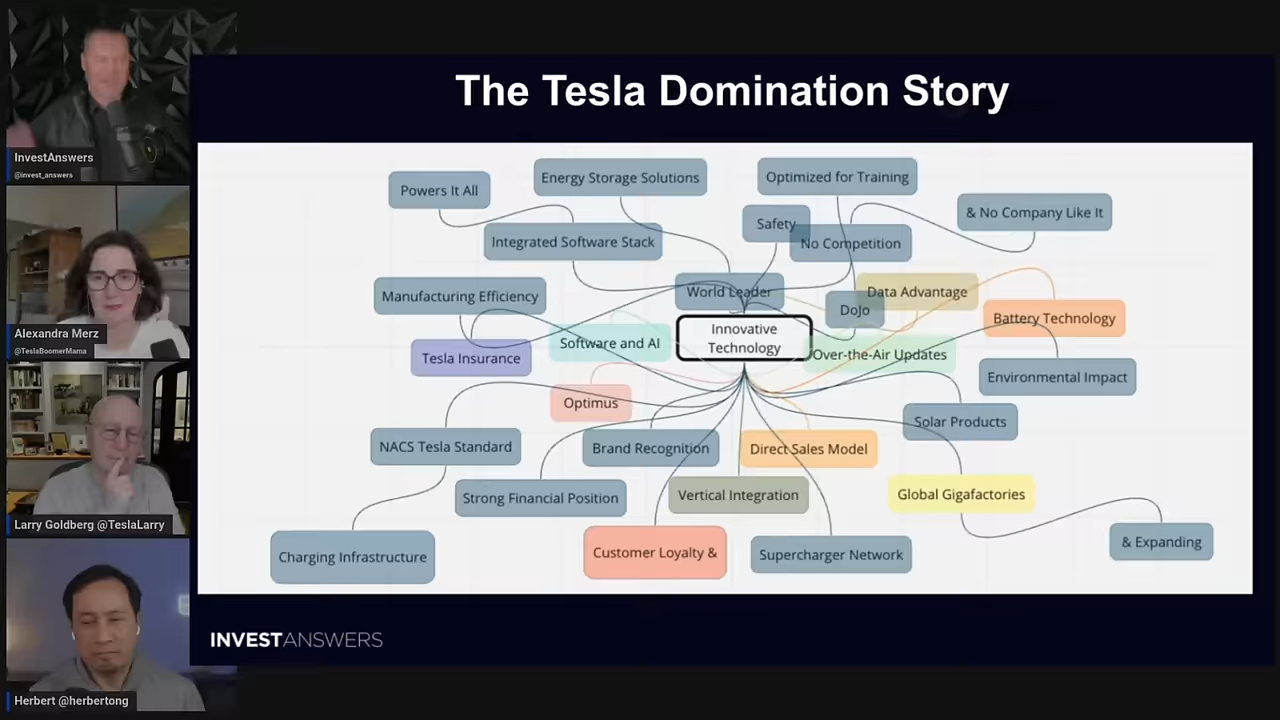 The Tesla Domination Story
InvestAnswers
@invest_answers
Alexandra Merz
@TeslaBoomerMama
Larry Goldberg @TeslaLarry
Herbert @herbertong
Powers It All
Energy Storage Solutions
Optimized for Training
& No Company Like It
Safety
Integrated Software Stack
No Competition
Manufacturing Efficiency
World Leader
Data Advantage
DoJo
Battery Technology
Innovative
Technology
Software and AI
Tesla Insurance
Over-the-Air Updates
Environmental Impact
Optimus
Solar Products
NACS Tesla Standard
Brand Recognition
Direct Sales Model
Strong Financial Position
Vertical Integration
Global Gigafactories
Charging Infrastructure
Customer Loyalty &
Supercharger Network
& Expanding
INVESTANSWERS